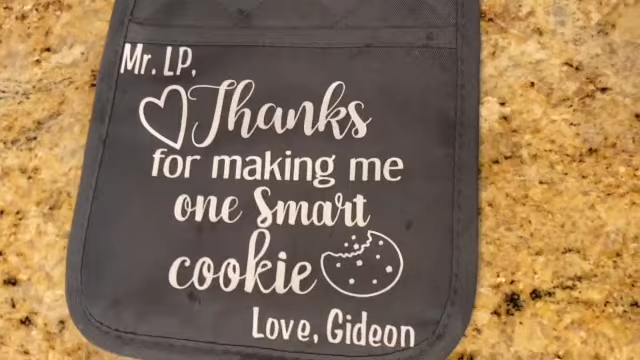 Mr. LP,
Thanks
for making me
one Smart
cookie
Love, Gideon